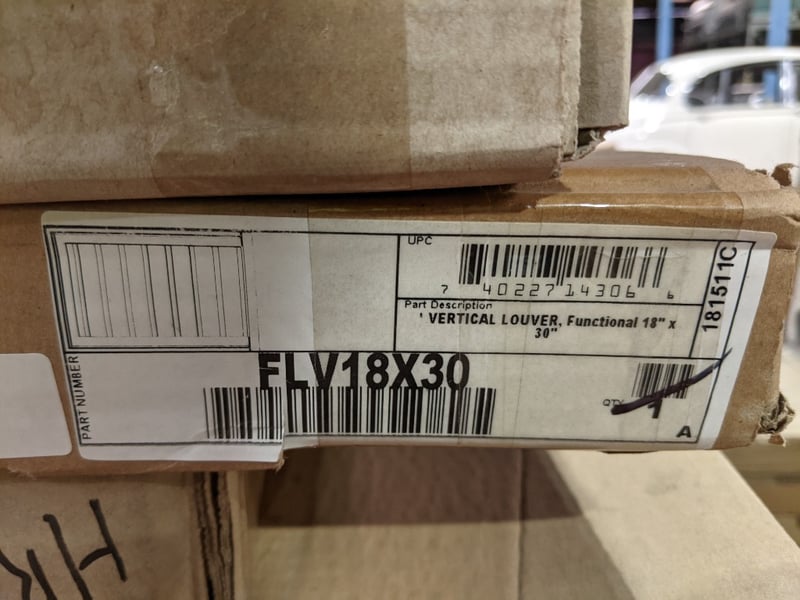 UPC
7 40227 14306 6
Part Description
' VERTICAL LOUVER, Functional 18" x
30"
181511C
PART NUMBER
FLV18X30
QTY
1
A